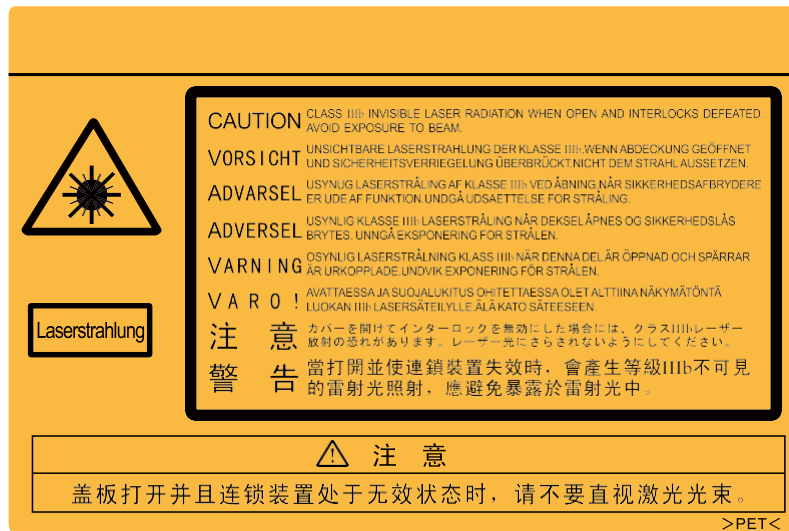 CAUTION CLASS IIIb INVISIBLE LASER RADIATION WHEN OPEN AND INTERLOCKS DEFEATED.
AVOID EXPOSURE TO BEAM.
VORSICHT UNSICHTBARE LASERSTRAHLUNG DER KLASSE IIIb,WENN ABDECKUNG GEÖFFNET
UND SICHERHEITSVERRIEGELUNG ÜBERBRÜCKT.NICHT DEM STRAHL AUSSETZEN.
ADVARSEL USYNUG LASERSTRÅLING AF KLASSE IIIb VED ÅBNING,NÅR SIKKERHEDSAFBRYDERE
ER UDE AF FUNKTION.UNDGÅ UDSAETTELSE FOR STRÅLING.
ADVERSEL USYNLIG KLASSE IIIb LASERSTRÅLING NÅR DEKSEL ÅPNES OG SIKKERHEDSLÅS
BRYTES. UNNGÅ EKSPONERING FOR STRÅLEN.
VARNING OSYNLIG LASERSTRÅLNING KLASS IIIb NÄR DENNA DEL ÄR ÖPPNAD OCH SPÄRRAR
ÄR URKOPPLADE.UNDVIK EXPONERING FÖR STRÅLEN.
VARO! AVATTAESSA JA SUOJALUKITUS OHITETTAESSA OLET ALTTIINA NÄKYMÄTÖNTÄ
LUOKAN IIIb LASERSÄTEILYLLE.ÄLÄ KATO SÄTEESEEN.
Laserstrahlung
注 意 カバーを開けてインターロックを無効にした場合には、クラスIIIbレーザー
放射の恐れがあります。レーザー光にさらされないようにしてください。
警 告 當打開並使連鎖裝置失效時，會產生等級IIIb不可見
的雷射光照射，應避免暴露於雷射光中。
⚠ 注 意
盖板打开并且连锁装置处于无效状态时，请不要直视激光光束。
>PET<